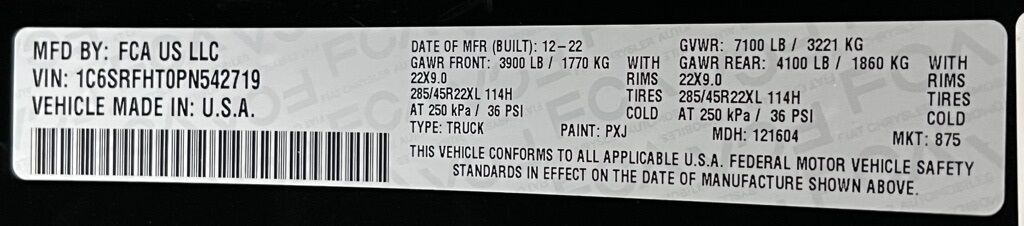 MFD BY: FCA US LLC
VIN: 1C6SRFHT0PN542719
VEHICLE MADE IN: U.S.A.
DATE OF MFR (BUILT): 12-22 GVWR: 7100 LB / 3221 KG
GAWR FRONT: 3900 LB / 1770 KG WITH GAWR REAR: 4100 LB / 1860 KG WITH
22X9.0 RIMS 22X9.0 RIMS
285/45R22XL 114H TIRES 285/45R22XL 114H TIRES
AT 250 kPa / 36 PSI COLD AT 250 kPa / 36 PSI COLD
TYPE: TRUCK PAINT: PXJ MDH: 121604 MKT: 875
THIS VEHICLE CONFORMS TO ALL APPLICABLE U.S.A. FEDERAL MOTOR VEHICLE SAFETY
STANDARDS IN EFFECT ON THE DATE OF MANUFACTURE SHOWN ABOVE.